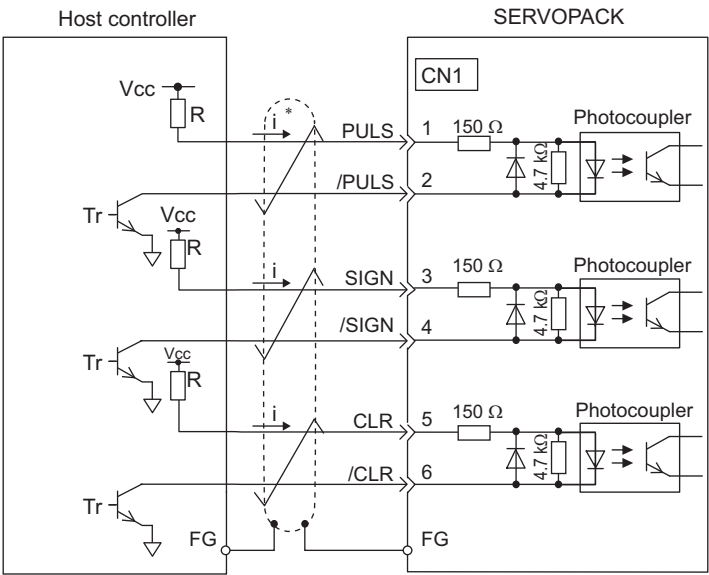 Host controller
SERVOPACK
CN1
Vcc
R
i
*
PULS
1
150 Ω
4.7 kΩ
Photocoupler
/PULS
2
Tr
Vcc
R
i
SIGN
3
150 Ω
4.7 kΩ
Photocoupler
/SIGN
4
Tr
Vcc
R
i
CLR
5
150 Ω
4.7 kΩ
Photocoupler
/CLR
6
Tr
FG
FG